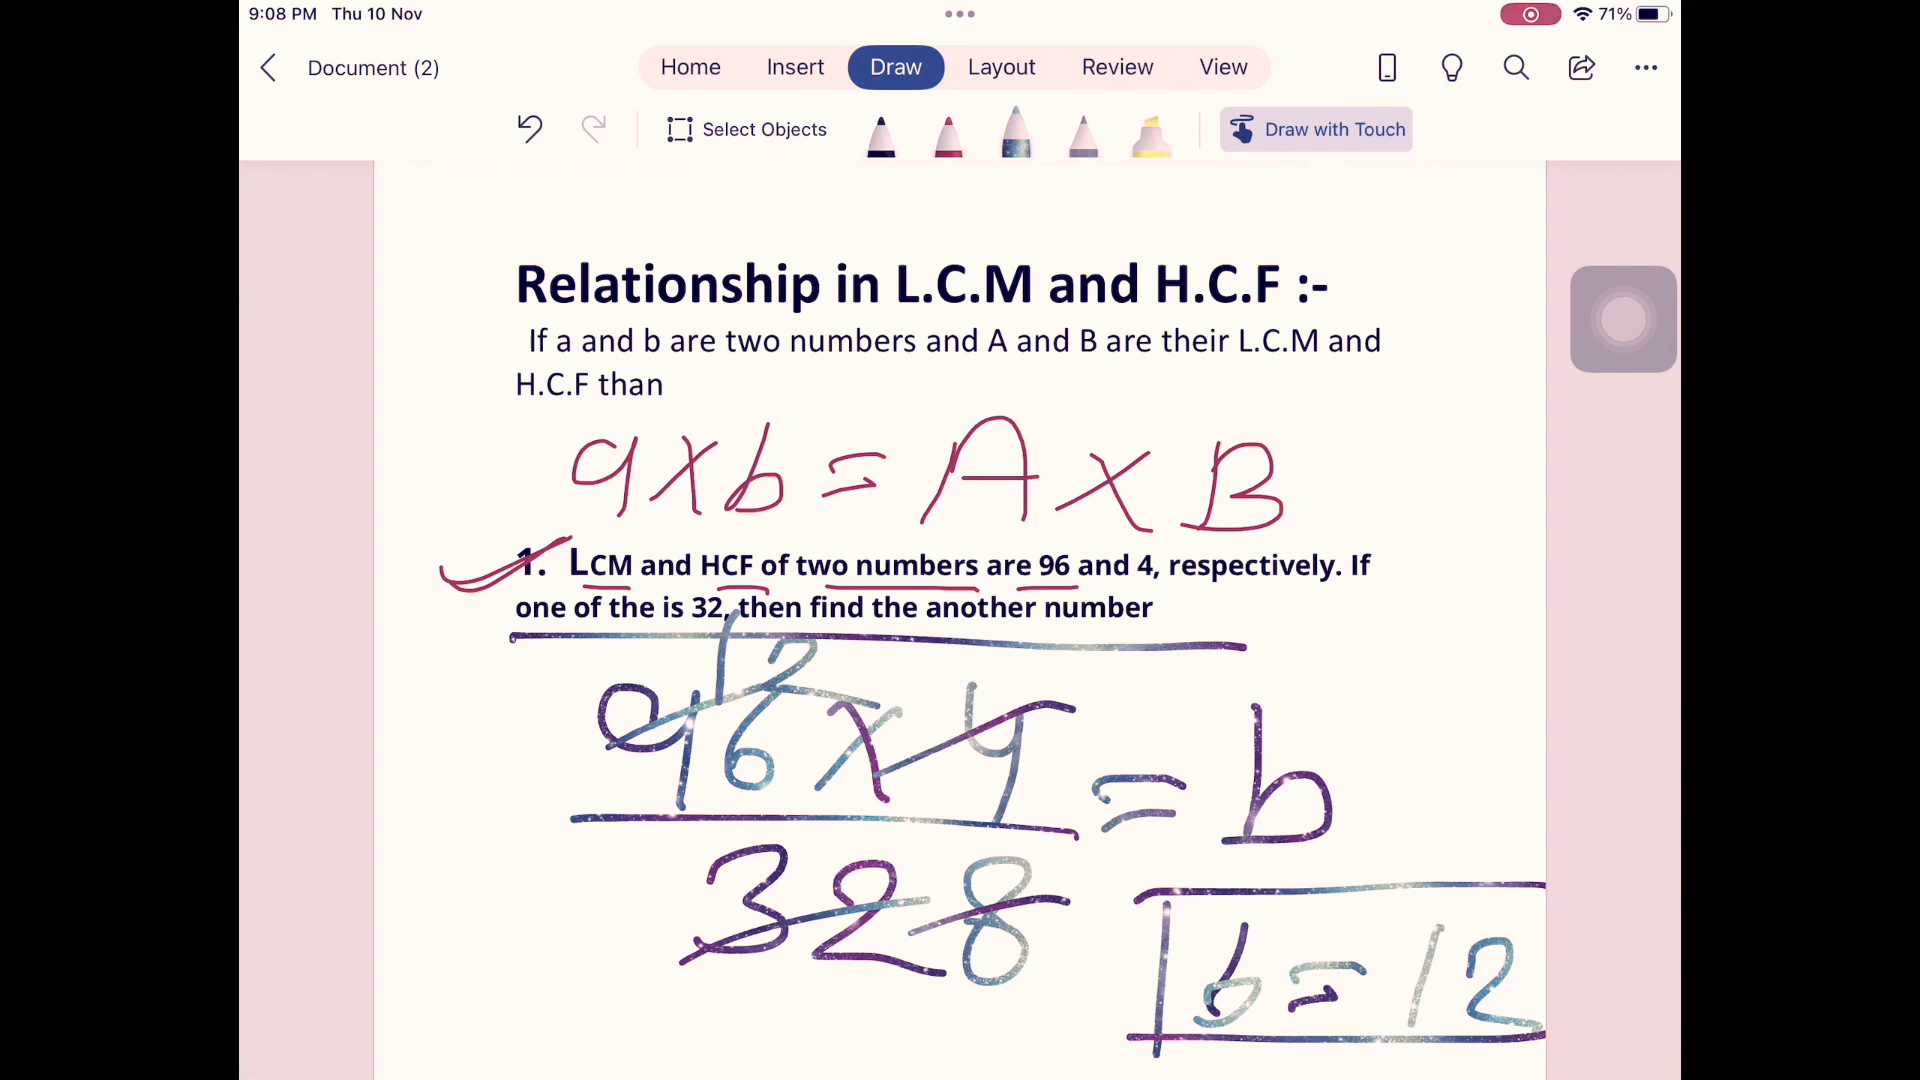 9:08 PM Thu 10 Nov
71%
Document (2)
Home Insert Draw Layout Review View
Select Objects
Draw with Touch
Relationship in L.C.M and H.C.F :-
If a and b are two numbers and A and B are their L.C.M and
H.C.F than
a x b = A x B
1. LCM and HCF of two numbers are 96 and 4, respectively. If
one of the is 32, then find the another number
12
96 x 4
= b
32 8
b = 12